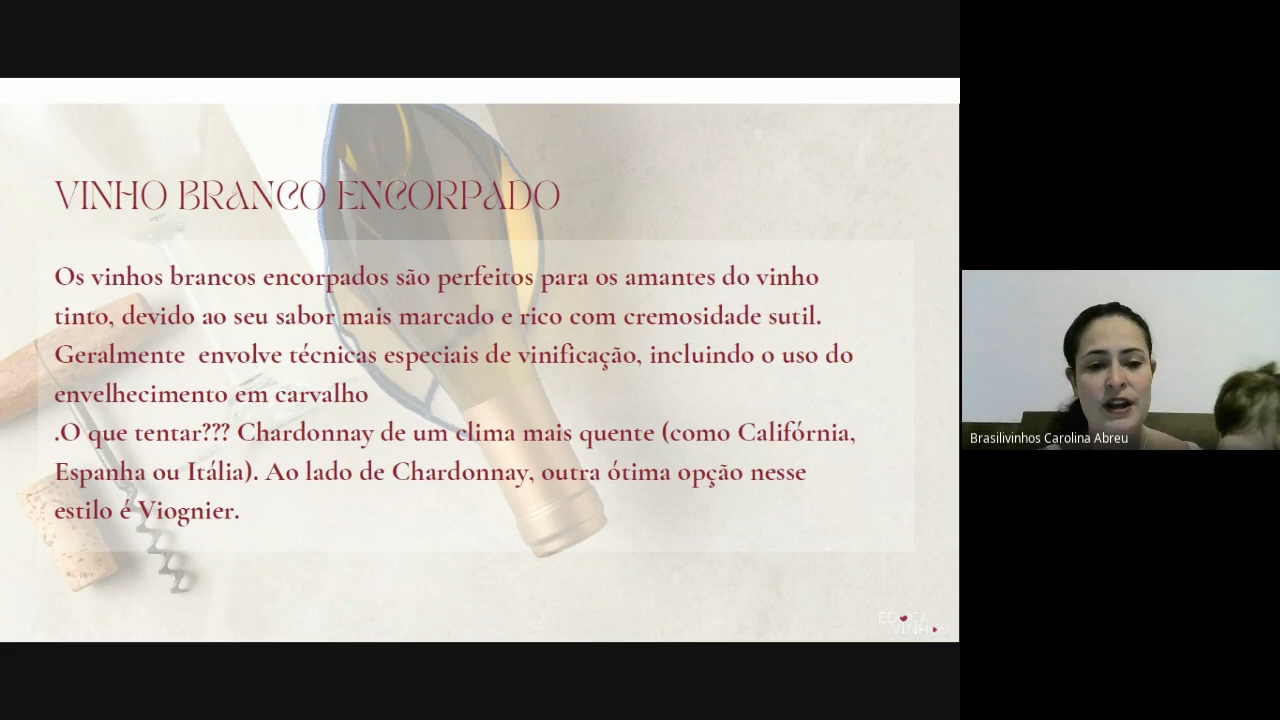 VINHO BRANCO ENCORPADO
Os vinhos brancos encorpados são perfeitos para os amantes do vinho
tinto, devido ao seu sabor mais marcado e rico com cremosidade sutil.
Geralmente  envolve técnicas especiais de vinificação, incluindo o uso do
envelhecimento em carvalho
.O que tentar??? Chardonnay de um clima mais quente (como Califórnia,
Espanha ou Itália). Ao lado de Chardonnay, outra ótima opção nesse
estilo é Viognier.
EDUCA
VINHOS
Brasilivinhos Carolina Abreu